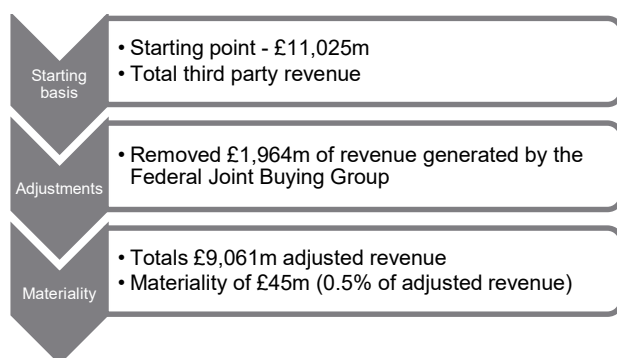 Starting
basis
• Starting point - £11,025m
• Total third party revenue
Adjustments
• Removed £1,964m of revenue generated by the
Federal Joint Buying Group
Materiality
• Totals £9,061m adjusted revenue
• Materiality of £45m (0.5% of adjusted revenue)